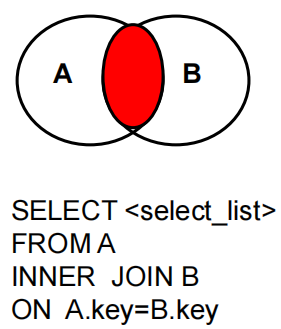 A B
SELECT <select_list>
FROM A
INNER JOIN B
ON A.key=B.key